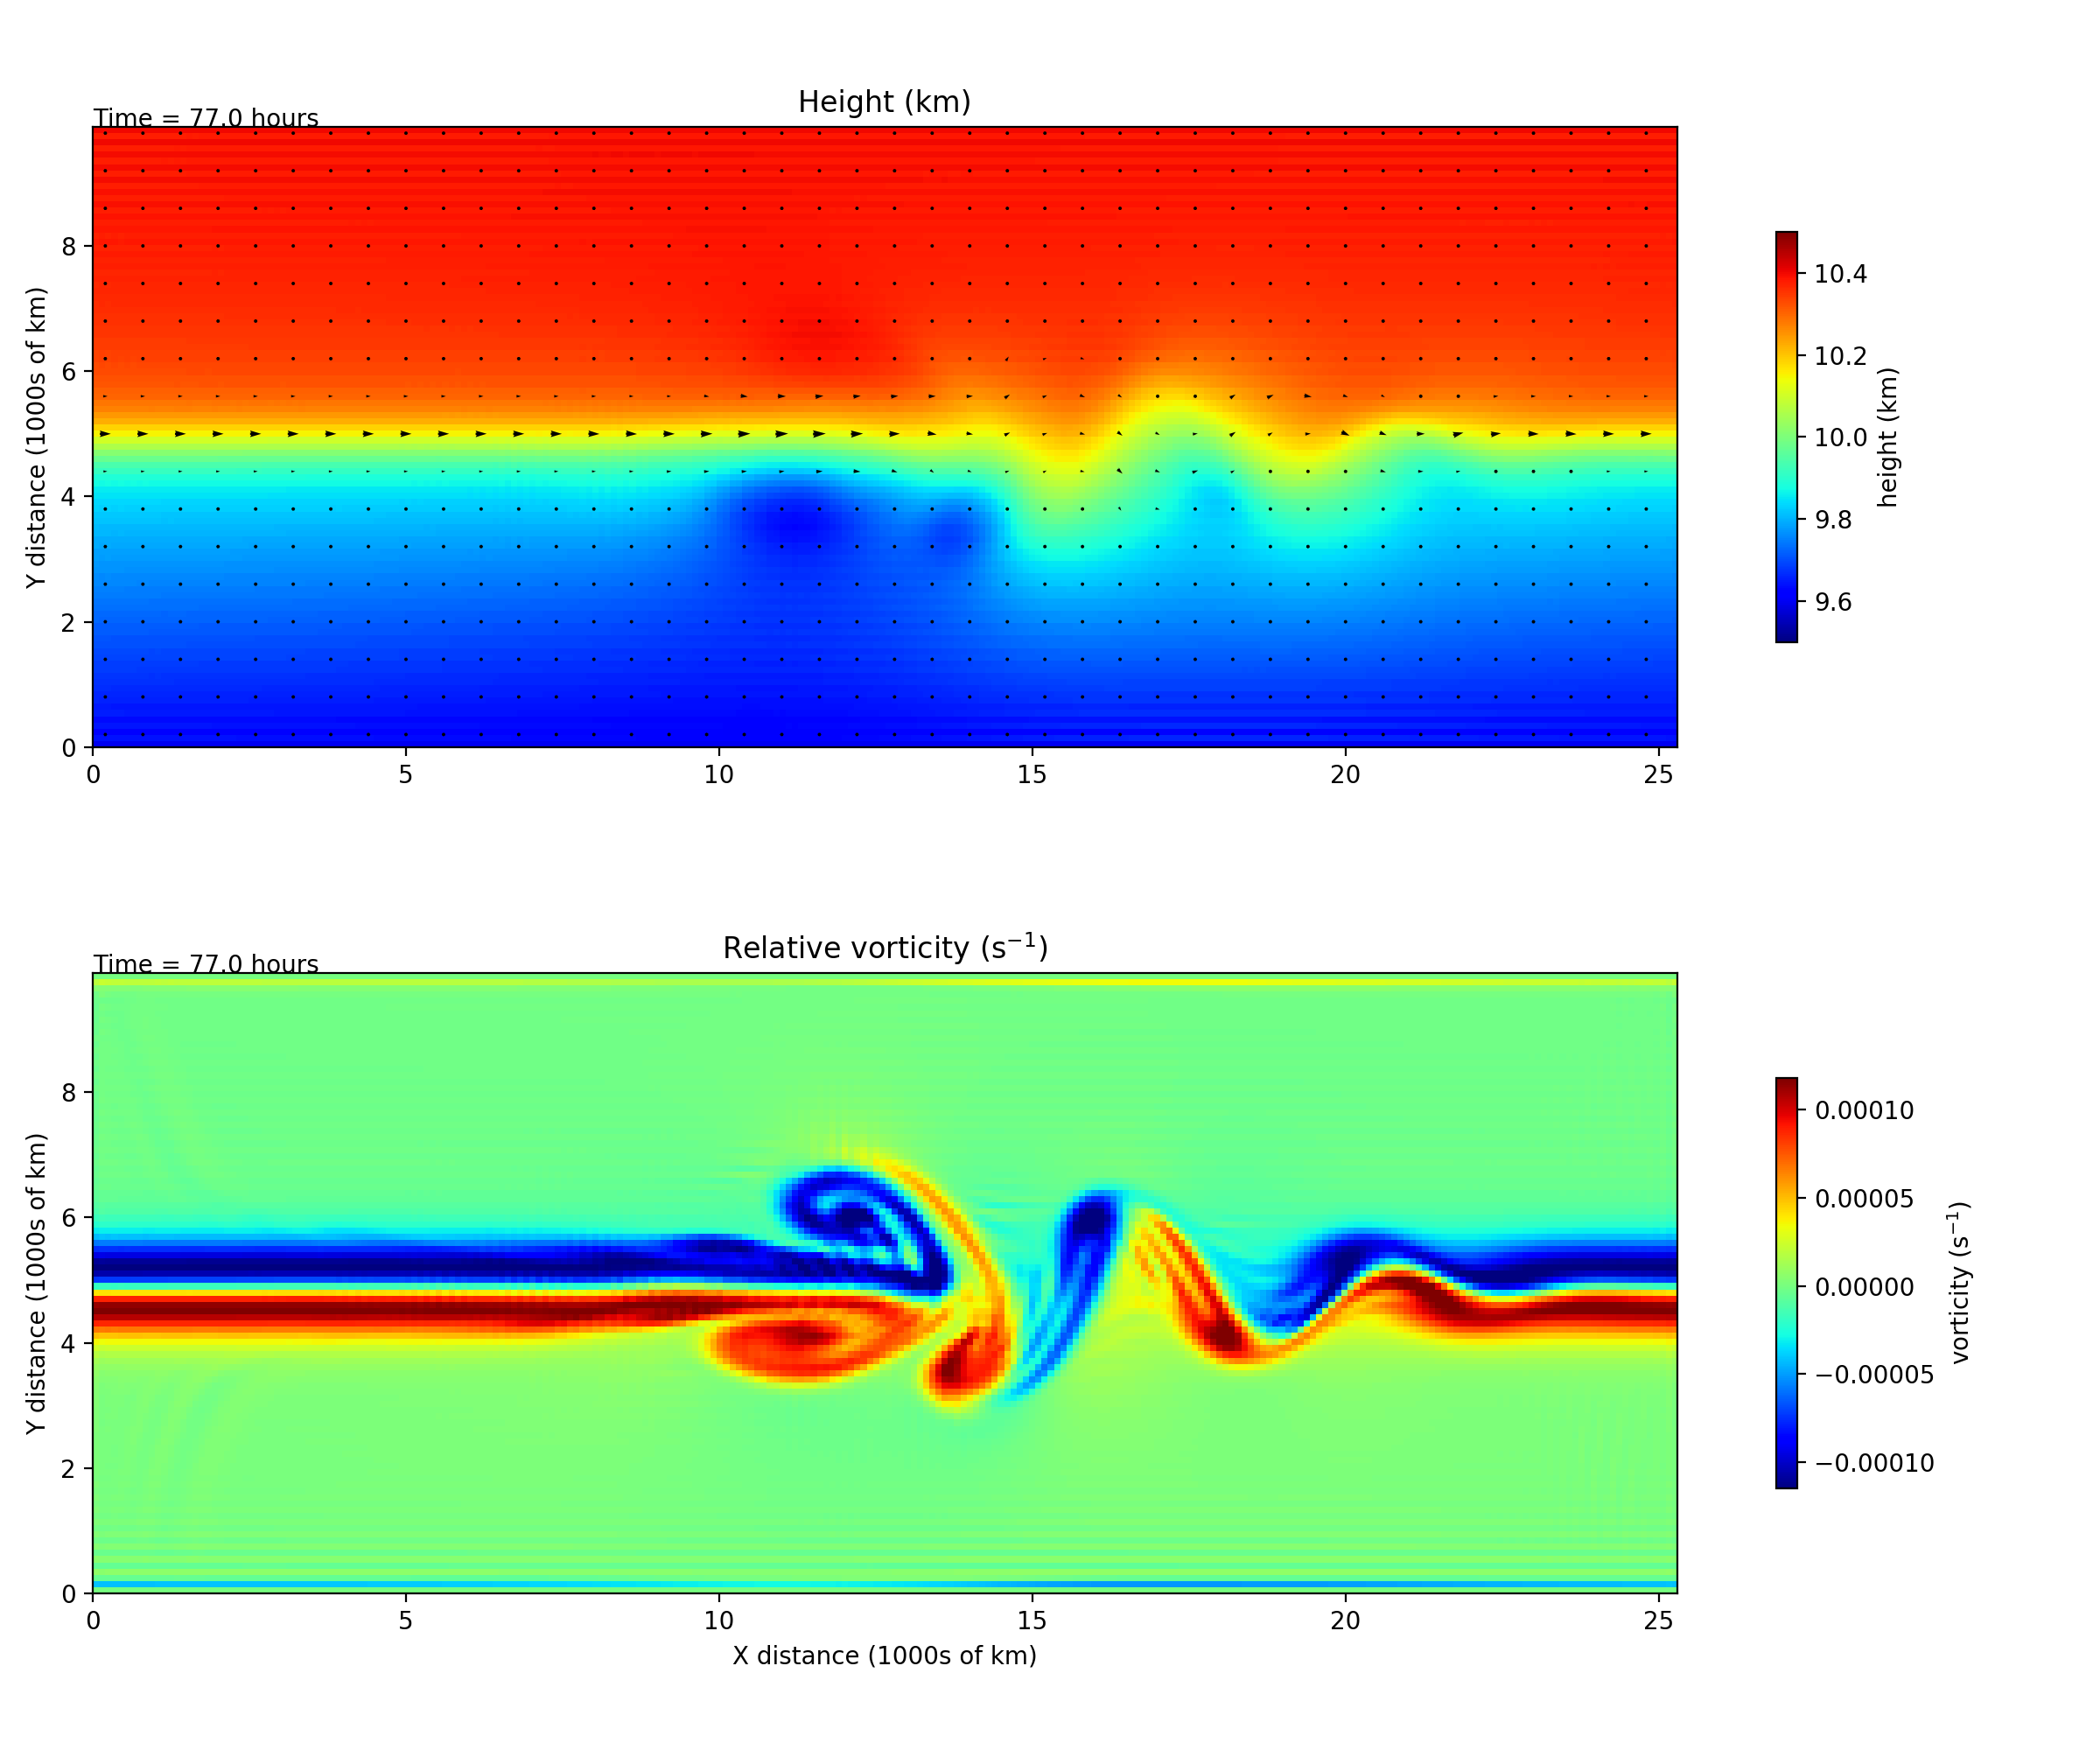 Height (km)
Time = 77.0 hours
Y distance (1000s of km)
8
6
4
2
0
0 5 10 15 20 25
10.4
10.2
10.0
9.8
9.6
height (km)
Relative vorticity (s⁻¹)
Time = 77.0 hours
Y distance (1000s of km)
8
6
4
2
0
0 5 10 15 20 25
X distance (1000s of km)
0.00010
0.00005
0.00000
−0.00005
−0.00010
vorticity (s⁻¹)